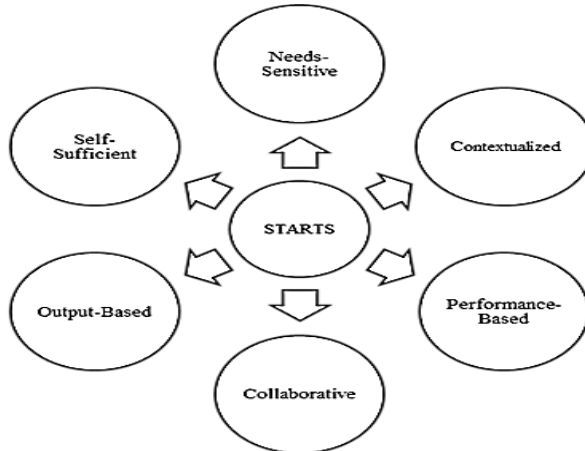 Needs-
Sensitive
Self-
Sufficient
Contextualized
STARTS
Output-Based
Performance-
Based
Collaborative